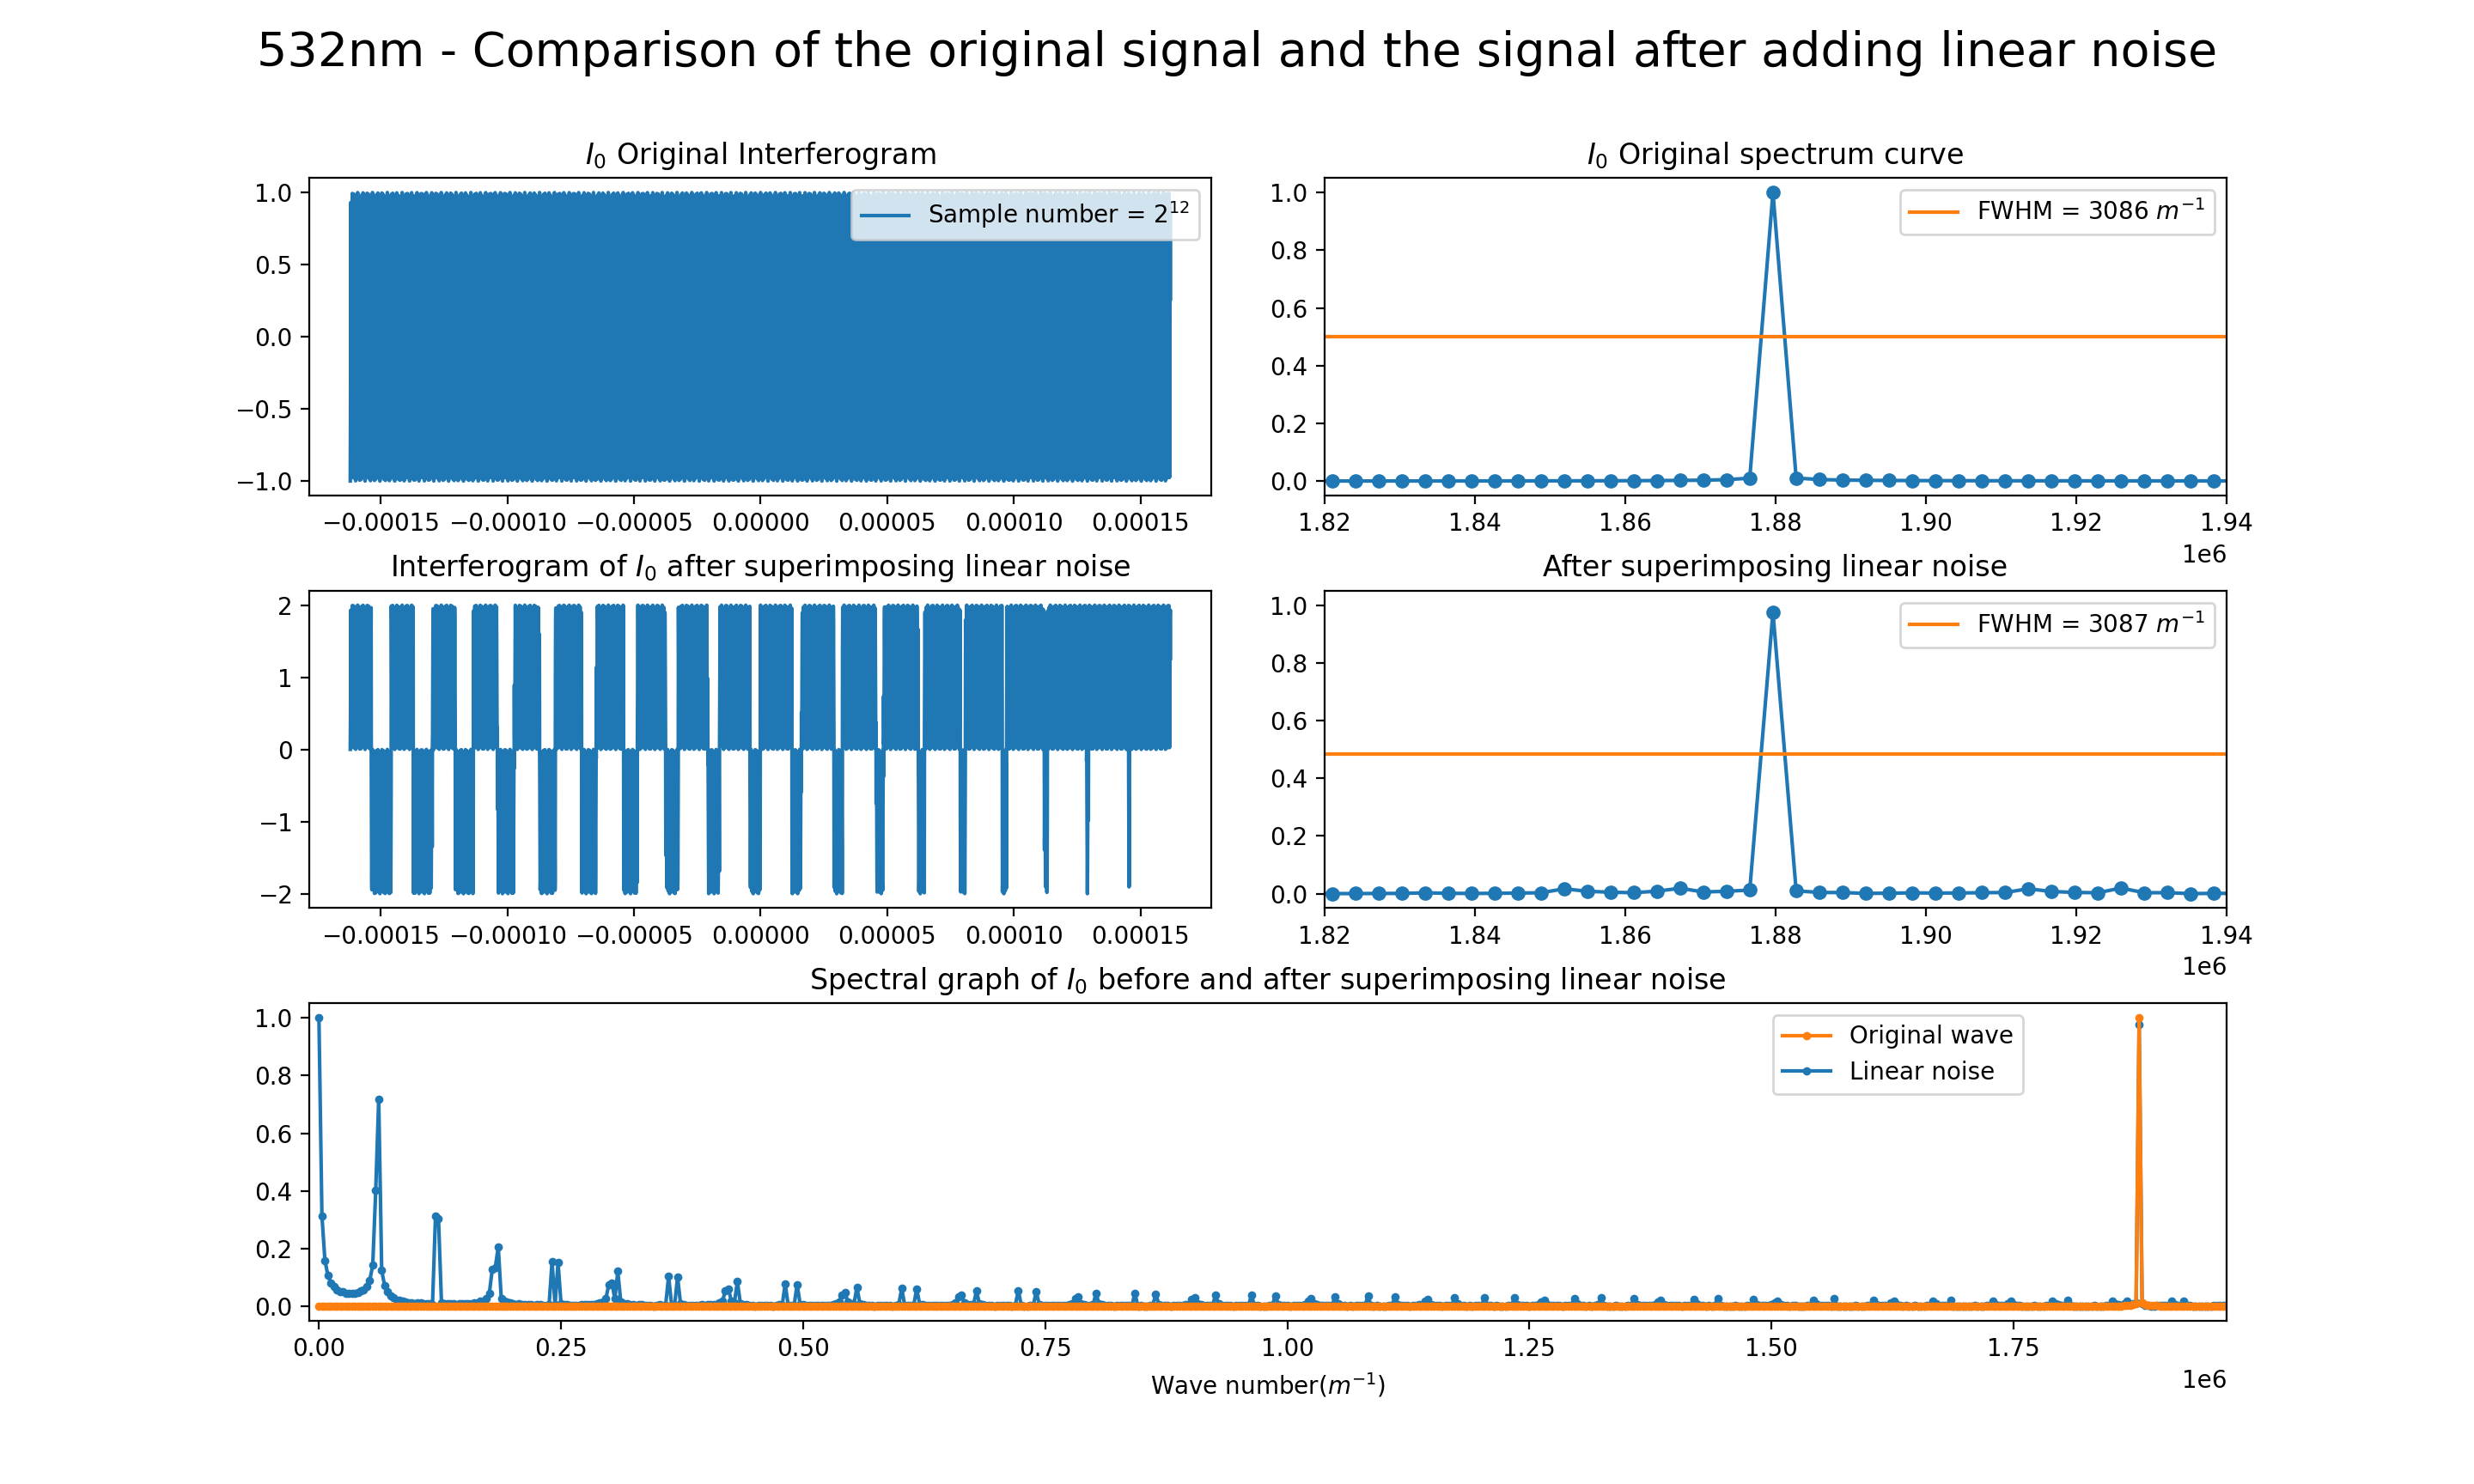 532nm - Comparison of the original signal and the signal after adding linear noise
I₀ Original Interferogram
I₀ Original spectrum curve
1.0
0.5
0.0
−0.5
−1.0
Sample number = 2¹²
−0.00015 −0.00010 −0.00005 0.00000 0.00005 0.00010 0.00015
1.0
0.8
0.6
0.4
0.2
0.0
FWHM = 3086 m⁻¹
1.82 1.84 1.86 1.88 1.90 1.92 1.94
1e6
Interferogram of I₀ after superimposing linear noise
After superimposing linear noise
2
1
0
−1
−2
−0.00015 −0.00010 −0.00005 0.00000 0.00005 0.00010 0.00015
1.0
0.8
0.6
0.4
0.2
0.0
FWHM = 3087 m⁻¹
1.82 1.84 1.86 1.88 1.90 1.92 1.94
1e6
Spectral graph of I₀ before and after superimposing linear noise
1.0
0.8
0.6
0.4
0.2
0.0
Original wave
Linear noise
0.00 0.25 0.50 0.75 1.00 1.25 1.50 1.75
1e6
Wave number(m⁻¹)